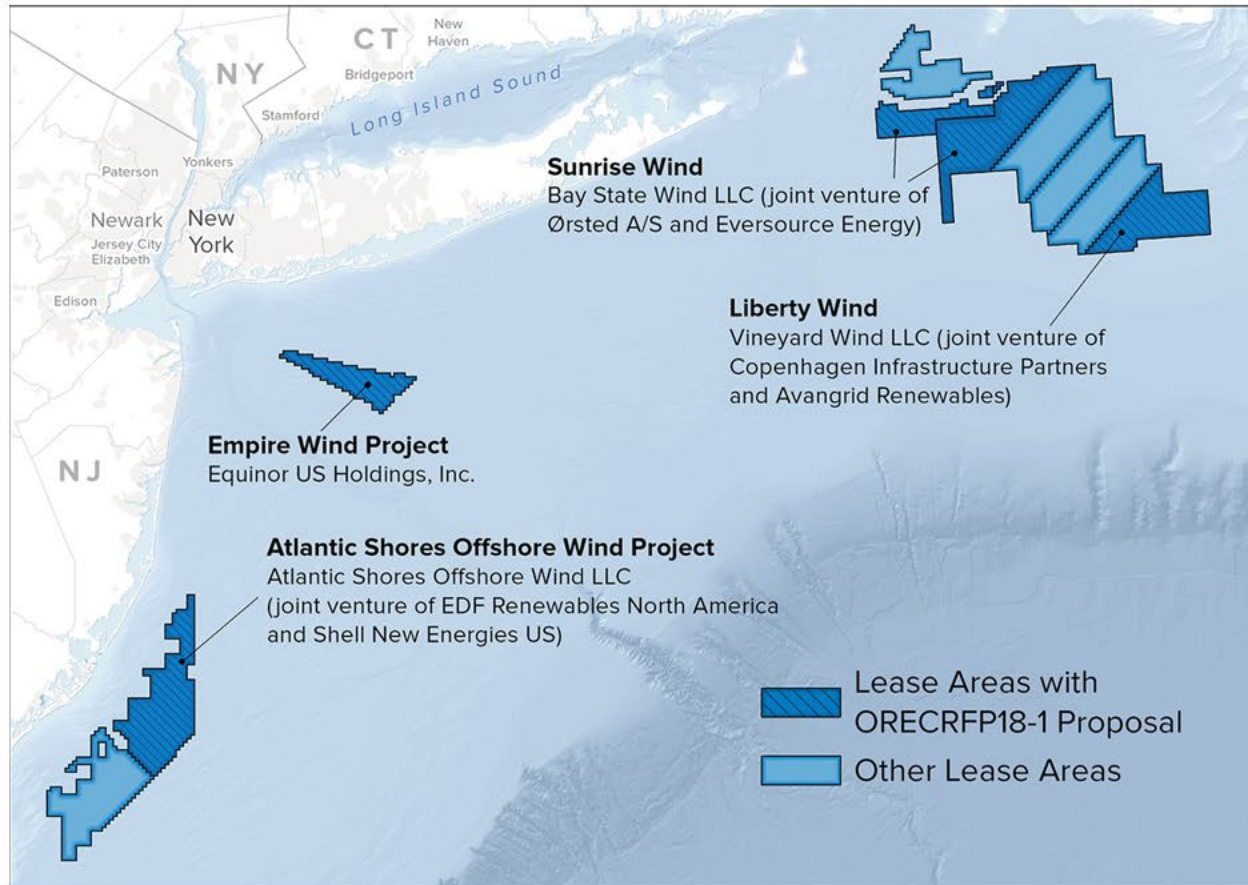 New
Haven
CT
Bridgeport
NY
Stamford
Long Island Sound
Yonkers
Paterson
Newark
New
York
Jersey City
Elizabeth
Edison
NJ
Sunrise Wind
Bay State Wind LLC (joint venture of
Ørsted A/S and Eversource Energy)
Liberty Wind
Vineyard Wind LLC (joint venture of
Copenhagen Infrastructure Partners
and Avangrid Renewables)
Empire Wind Project
Equinor US Holdings, Inc.
Atlantic Shores Offshore Wind Project
Atlantic Shores Offshore Wind LLC
(joint venture of EDF Renewables North America
and Shell New Energies US)
Lease Areas with
ORECRFP18-1 Proposal
Other Lease Areas